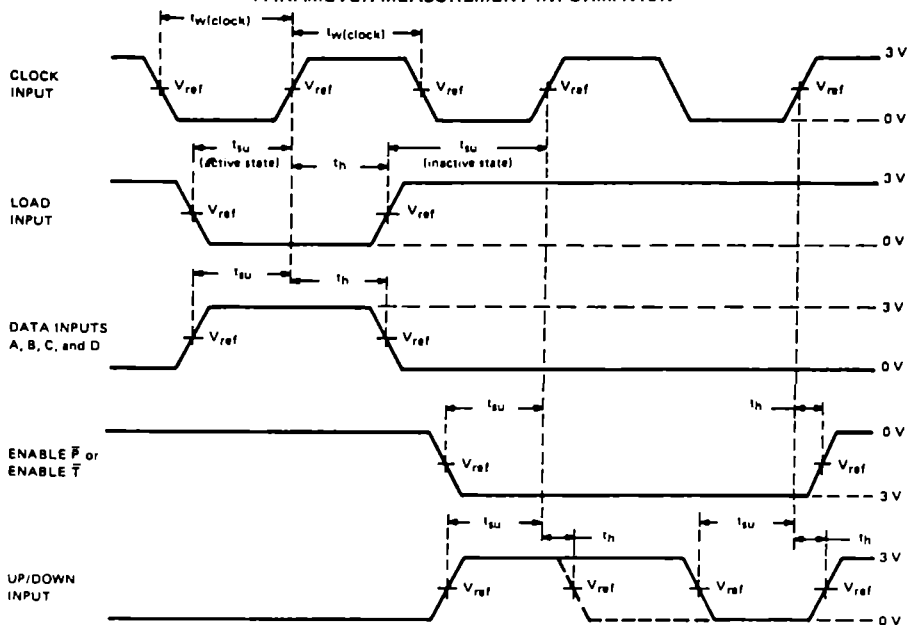 tw(clock) tw(clock)
CLOCK
INPUT
Vref Vref Vref Vref Vref
3 V
0 V
tsu
(active state)
th
tsu
(inactive state)
LOAD
INPUT
Vref Vref
3 V
0 V
tsu th
DATA INPUTS
A, B, C, and D
Vref Vref
3 V
0 V
tsu th
ENABLE P̅ or
ENABLE T̅
Vref Vref
0 V
3 V
tsu th tsu th
UP/DOWN
INPUT
Vref Vref Vref Vref
3 V
0 V